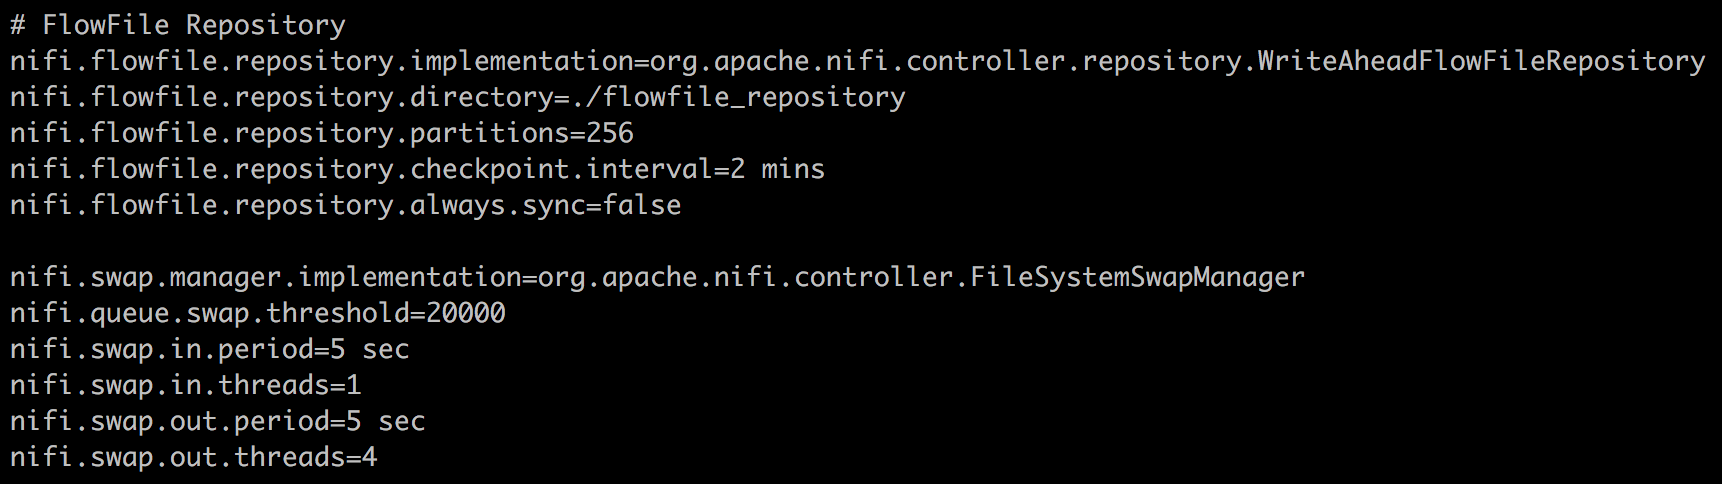 # FlowFile Repository
nifi.flowfile.repository.implementation=org.apache.nifi.controller.repository.WriteAheadFlowFileRepository
nifi.flowfile.repository.directory=./flowfile_repository
nifi.flowfile.repository.partitions=256
nifi.flowfile.repository.checkpoint.interval=2 mins
nifi.flowfile.repository.always.sync=false

nifi.swap.manager.implementation=org.apache.nifi.controller.FileSystemSwapManager
nifi.queue.swap.threshold=20000
nifi.swap.in.period=5 sec
nifi.swap.in.threads=1
nifi.swap.out.period=5 sec
nifi.swap.out.threads=4